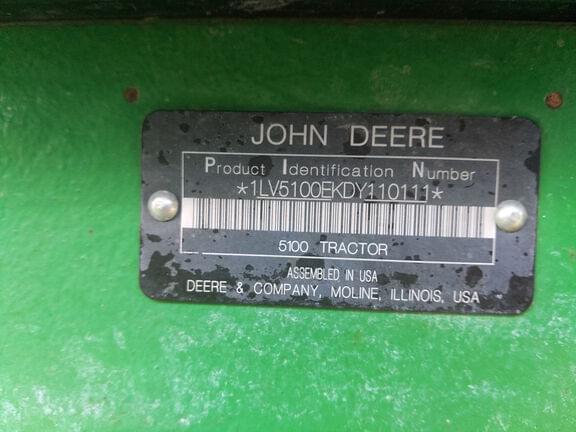 JOHN DEERE
Product Identification Number
*1LV5100EKDY110111*
5100 TRACTOR
ASSEMBLED IN USA
DEERE & COMPANY, MOLINE, ILLINOIS, USA